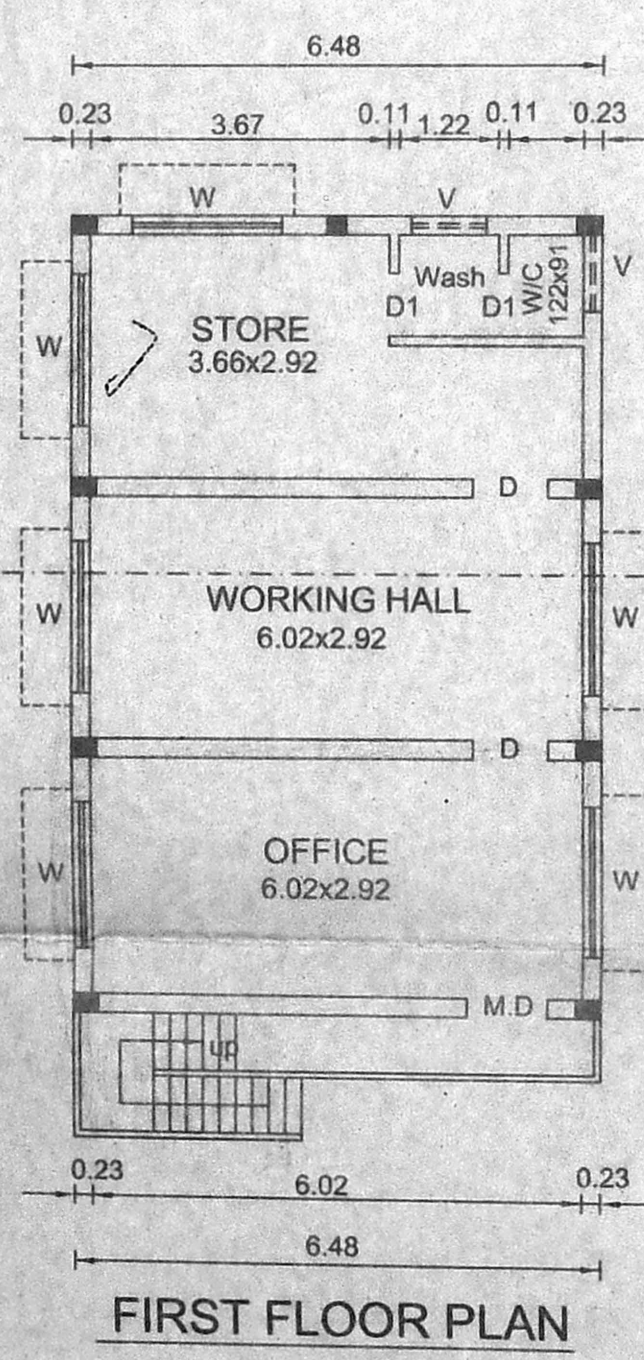 6.48
0.23 3.67 0.11 1.22 0.11 0.23
W V
Wash
W/C
122x91
V
D1 D1
W
STORE
3.66x2.92
D
W
WORKING HALL
6.02x2.92
W
D
W
OFFICE
6.02x2.92
W
M.D
up
0.23 6.02 0.23
6.48
FIRST FLOOR PLAN